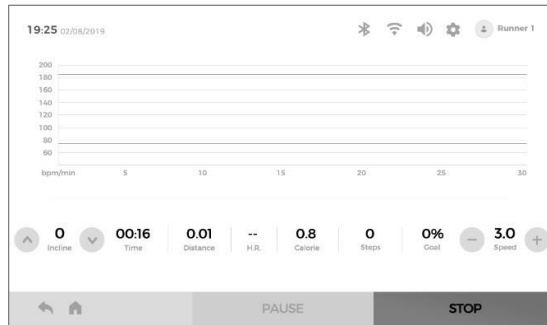 19:25 02/08/2019
Runner 1
200
180
160
140
120
100
80
60
bpm/min 5 10 15 20 25 30
0 00:16 0.01 -- 0.8 0 0% 3.0
Incline Time Distance H.R. Calorie Steps Goal Speed
PAUSE STOP